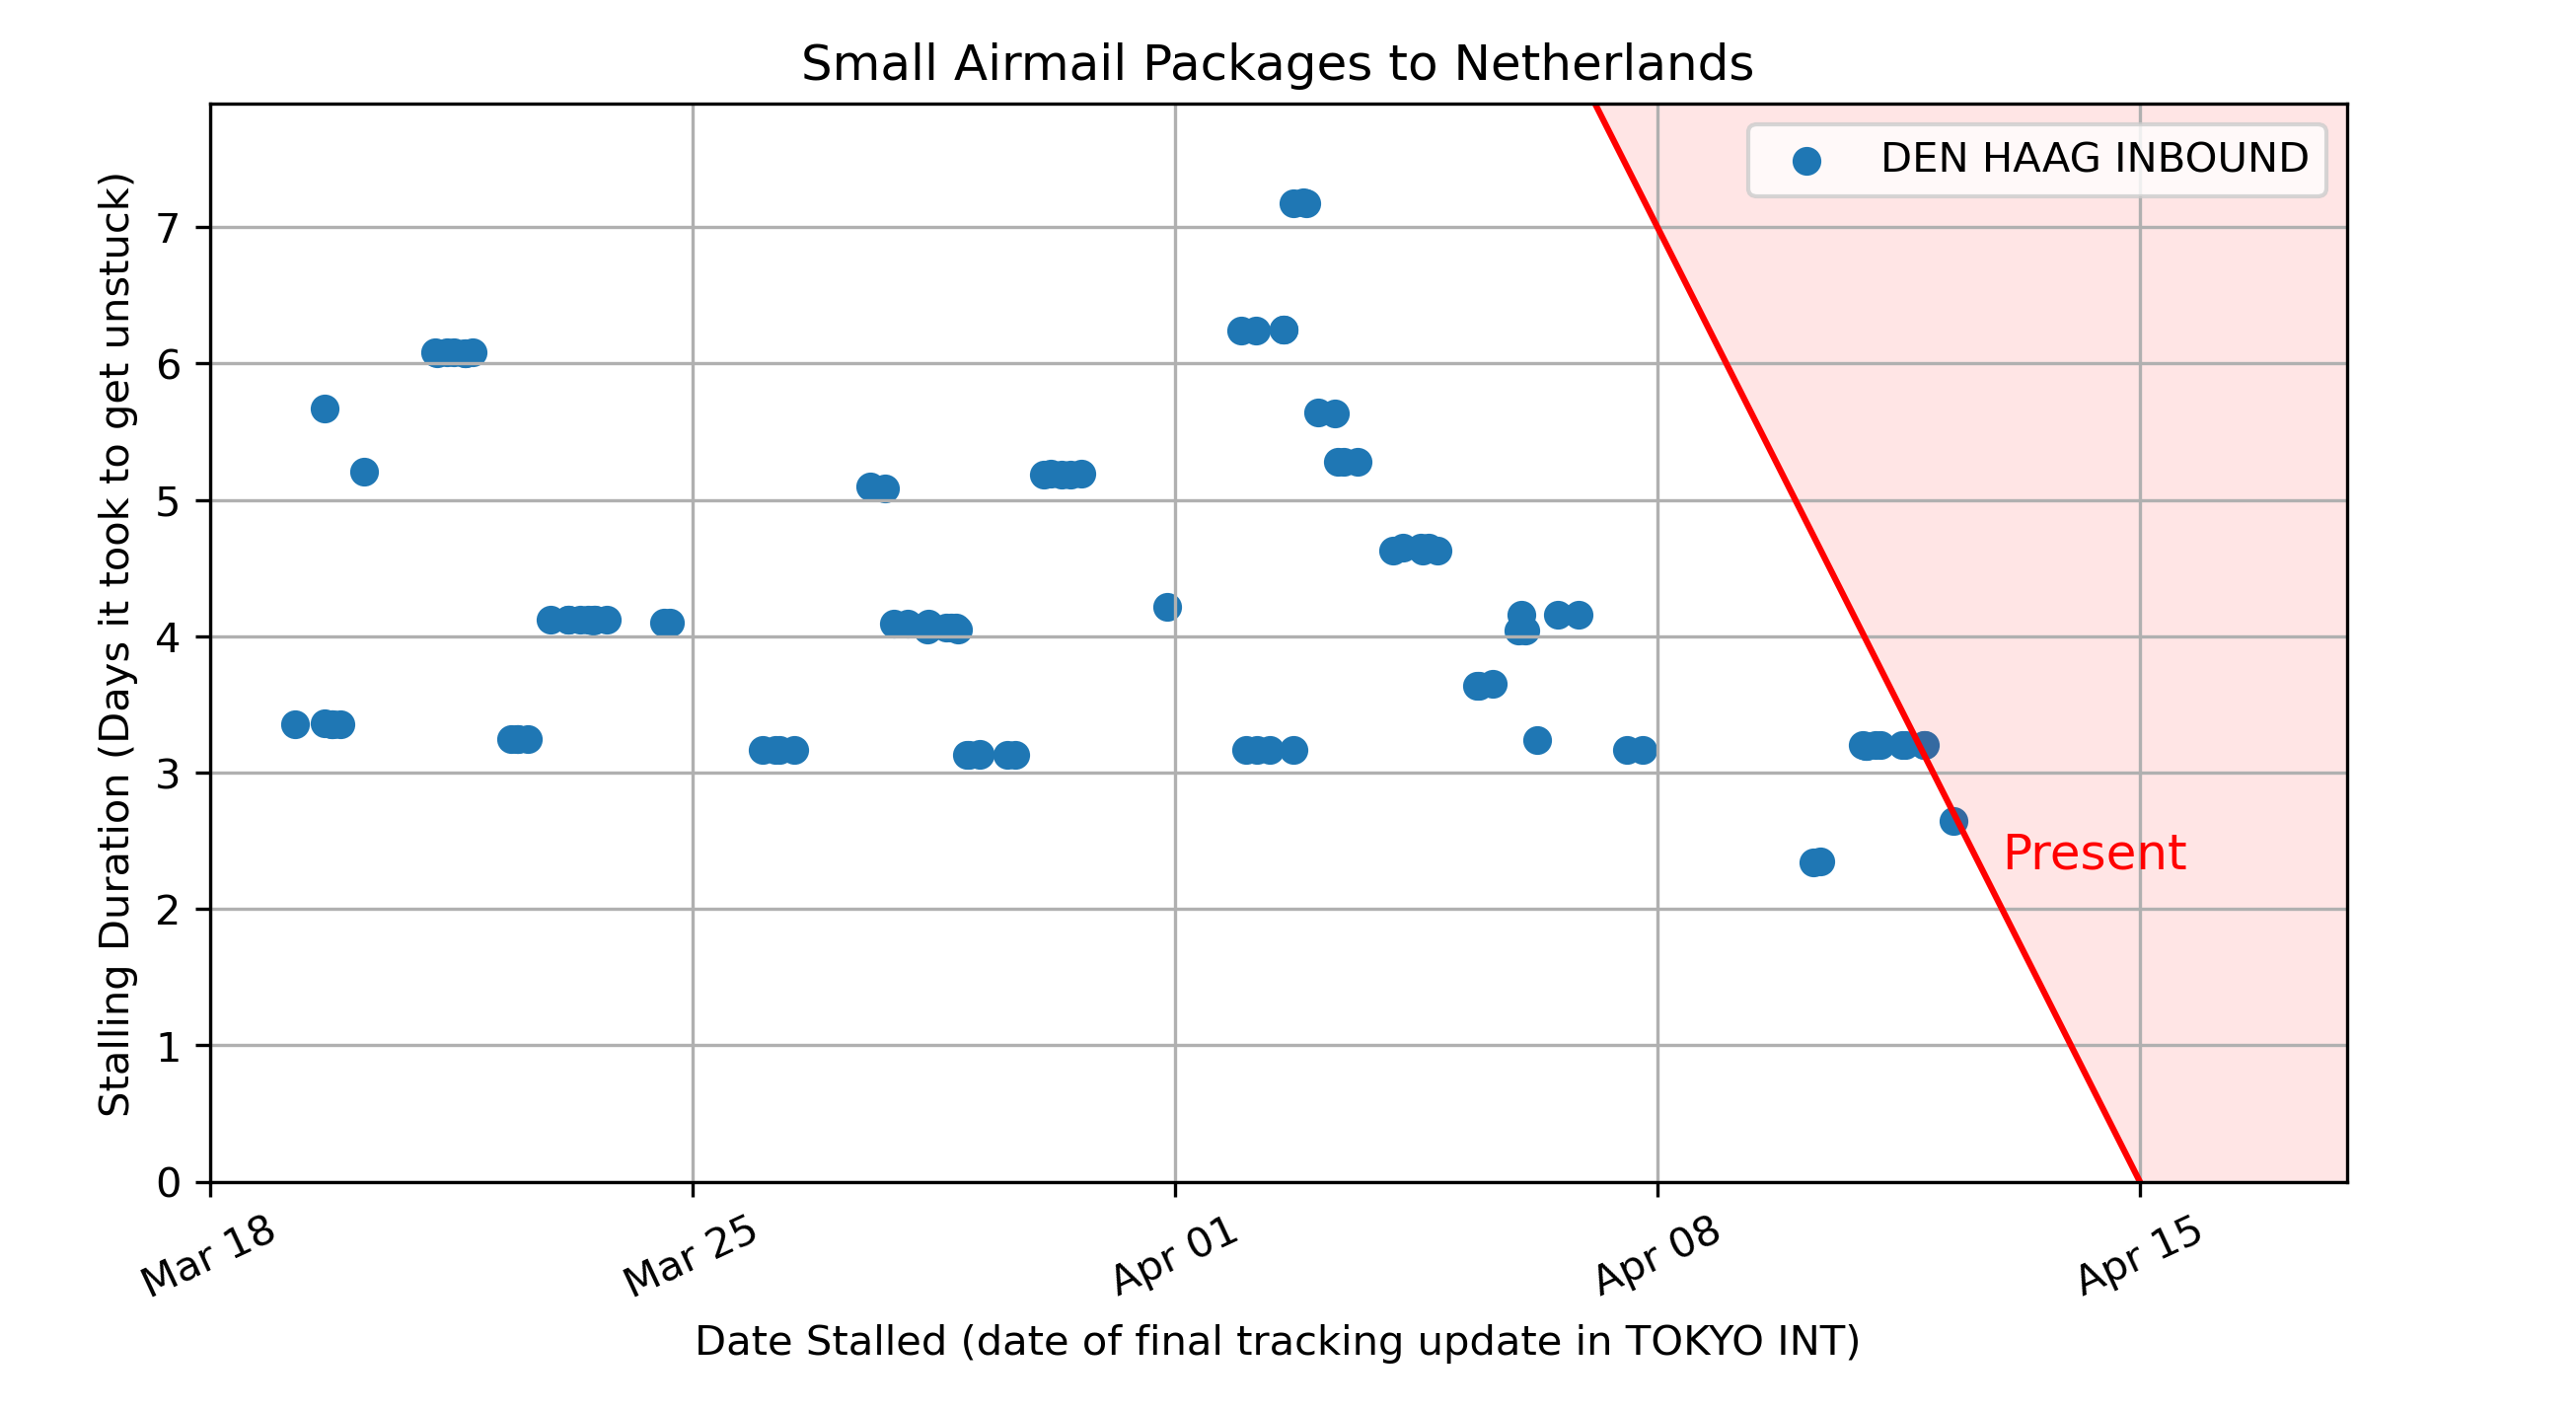 Small Airmail Packages to Netherlands
DEN HAAG INBOUND
Stalling Duration (Days it took to get unstuck)
7
6
5
4
3
2
1
0
Present
Mar 18
Mar 25
Apr 01
Apr 08
Apr 15
Date Stalled (date of final tracking update in TOKYO INT)